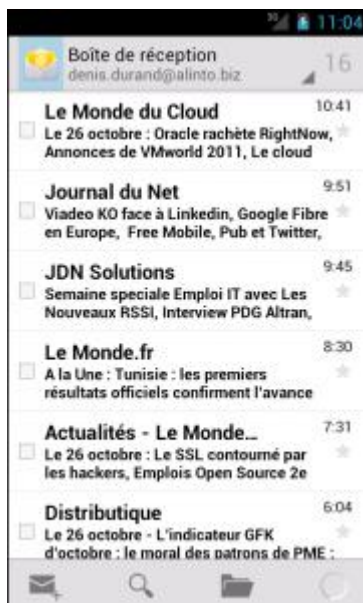 3G 11:04
Boîte de réception
denis.durand@alinto.biz
16
Le Monde du Cloud 10:41
Le 26 octobre : Oracle rachète RightNow,
Annonces de VMworld 2011, Le cloud
Journal du Net 9:51
Viadeo KO face à Linkedin, Google Fibre
en Europe, Free Mobile, Pub et Twitter,
JDN Solutions 9:45
Semaine speciale Emploi IT avec Les
Nouveaux RSSI, Interview PDG Altran,
Le Monde.fr 8:30
A la Une : Tunisie : les premiers
résultats officiels confirment l'avance
Actualités - Le Monde... 7:31
Le 26 octobre : Le SSL contourné par
les hackers, Emplois Open Source 2e
Distributique 6:04
Le 26 octobre - L'indicateur GFK
d'octobre : le moral des patrons de PME :